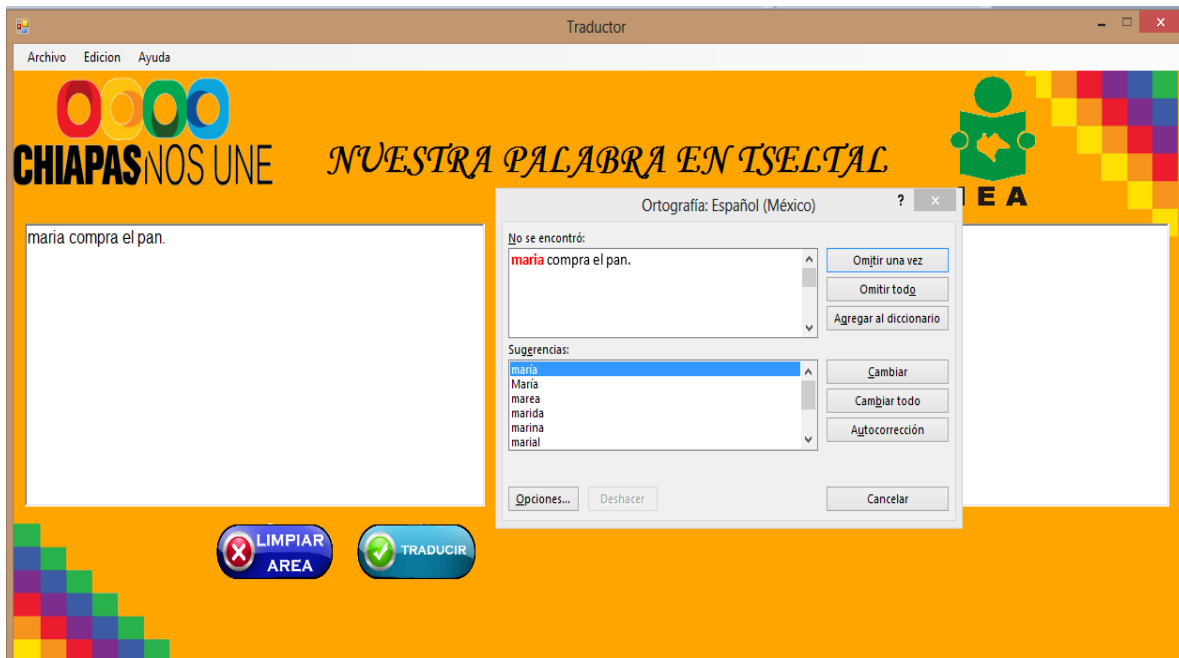 Traductor
Archivo Edicion Ayuda
CHIAPAS NOS UNE
NUESTRA PALABRA EN TSELTAL
IEA
maria compra el pan.
Ortografía: Español (México)
?
No se encontró:
maria compra el pan.
Omitir una vez
Omitir todo
Agregar al diccionario
Sugerencias:
maría
María
marea
marida
marina
marial
Cambiar
Cambiar todo
Autocorrección
Opciones...
Deshacer
Cancelar
LIMPIAR
AREA
TRADUCIR